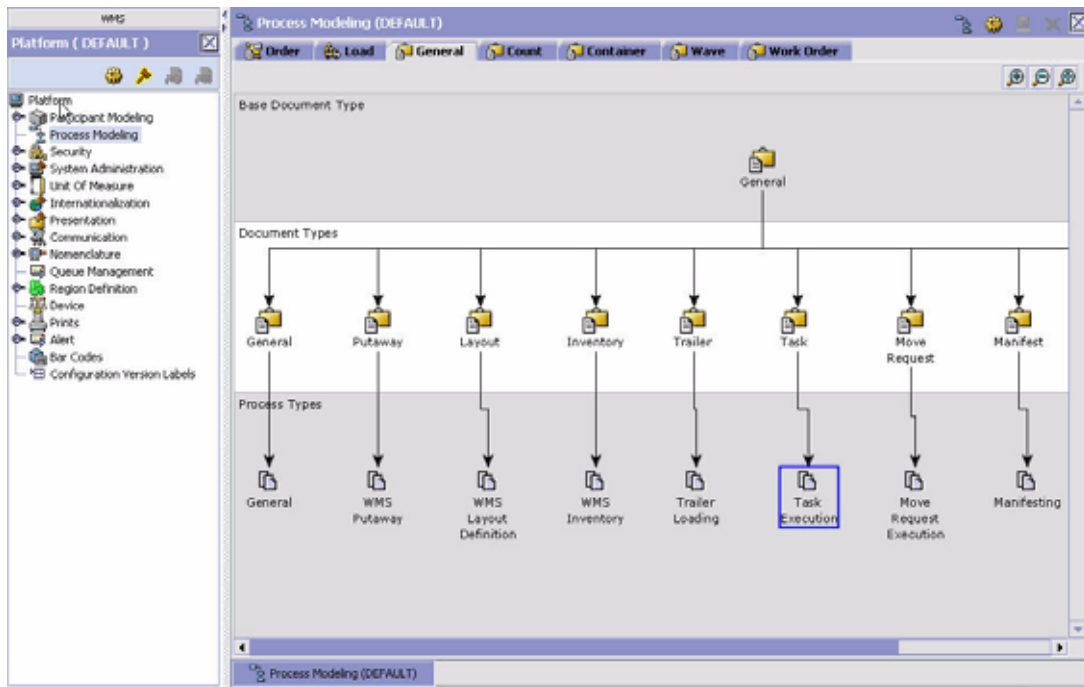 WMS
Platform ( DEFAULT )
Platform
Participant Modeling
Process Modeling
Security
System Administration
Unit Of Measure
Internationalization
Presentation
Communication
Nomenclature
Queue Management
Region Definition
Device
Prints
Alert
Bar Codes
Configuration Version Labels
Process Modeling (DEFAULT)
Order Load General Count Container Wave Work Order
Base Document Type
General
Document Types
General Putaway Layout Inventory Trailer Task Move Manifest
Request
Process Types
General WMS WMS WMS Trailer Task Move Manifesting
Putaway Layout Inventory Loading Execution Request
Definition Execution
Process Modeling (DEFAULT)